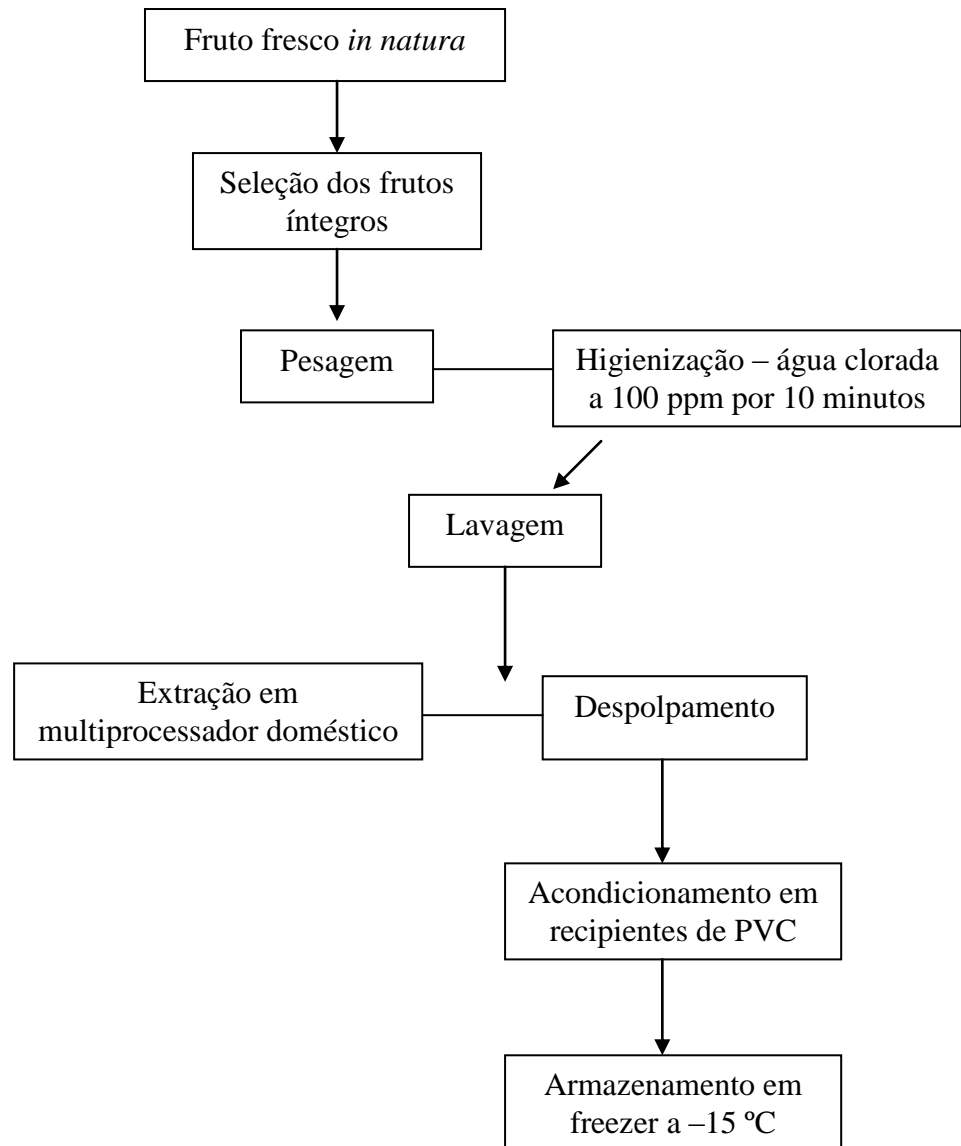 Fruto fresco in natura
Seleção dos frutos
íntegros
Pesagem
Higienização – água clorada
a 100 ppm por 10 minutos
Lavagem
Extração em
multiprocessador doméstico
Despolpamento
Acondicionamento em
recipientes de PVC
Armazenamento em
freezer a –15 ºC